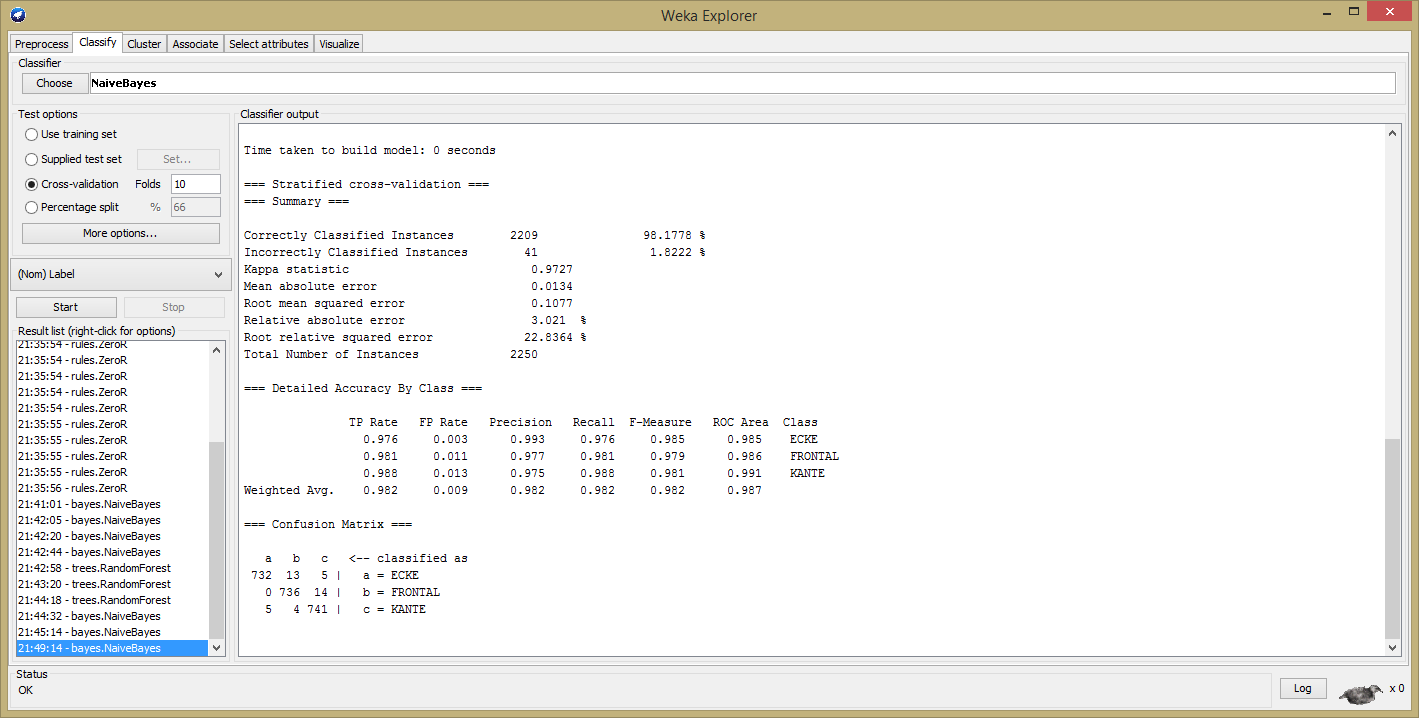 Weka Explorer
Preprocess Classify Cluster Associate Select attributes Visualize
Classifier
Choose NaiveBayes
Test options
Use training set
Supplied test set Set...
Cross-validation Folds 10
Percentage split % 66
More options...
(Nom) Label
Start Stop
Result list (right-click for options)
21:35:54 - rules.ZeroR
21:35:54 - rules.ZeroR
21:35:54 - rules.ZeroR
21:35:54 - rules.ZeroR
21:35:54 - rules.ZeroR
21:35:55 - rules.ZeroR
21:35:55 - rules.ZeroR
21:35:55 - rules.ZeroR
21:35:55 - rules.ZeroR
21:35:56 - rules.ZeroR
21:41:01 - bayes.NaiveBayes
21:42:05 - bayes.NaiveBayes
21:42:20 - bayes.NaiveBayes
21:42:44 - bayes.NaiveBayes
21:42:58 - trees.RandomForest
21:43:20 - trees.RandomForest
21:44:18 - trees.RandomForest
21:44:32 - bayes.NaiveBayes
21:45:14 - bayes.NaiveBayes
21:49:14 - bayes.NaiveBayes
Classifier output
Time taken to build model: 0 seconds
=== Stratified cross-validation ===
=== Summary ===
Correctly Classified Instances 2209 98.1778 %
Incorrectly Classified Instances 41 1.8222 %
Kappa statistic 0.9727
Mean absolute error 0.0134
Root mean squared error 0.1077
Relative absolute error 3.021 %
Root relative squared error 22.8364 %
Total Number of Instances 2250
=== Detailed Accuracy By Class ===
TP Rate FP Rate Precision Recall F-Measure ROC Area Class
0.976 0.003 0.993 0.976 0.985 0.985 ECKE
0.981 0.011 0.977 0.981 0.979 0.986 FRONTAL
0.988 0.013 0.975 0.988 0.981 0.991 KANTE
Weighted Avg. 0.982 0.009 0.982 0.982 0.982 0.987
=== Confusion Matrix ===
a b c <-- classified as
732 13 5 | a = ECKE
0 736 14 | b = FRONTAL
5 4 741 | c = KANTE
Status
OK
Log x 0